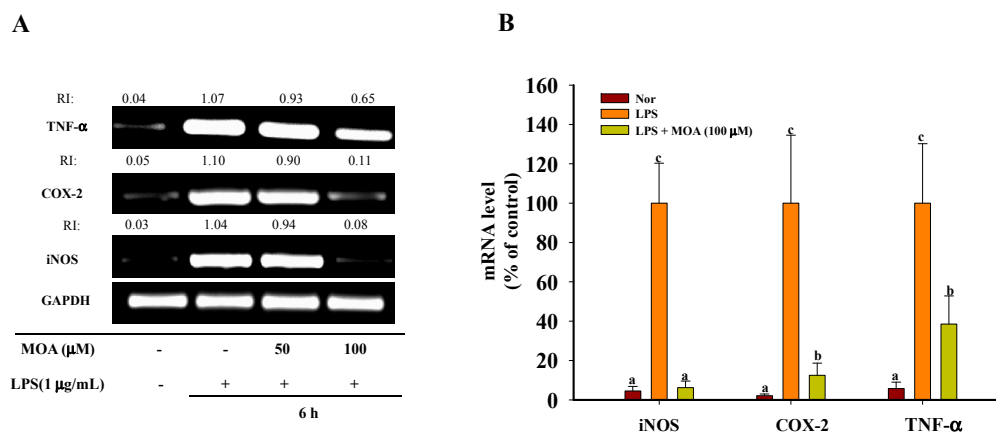 A
RI: 0.04 1.07 0.93 0.65
TNF-α
RI: 0.05 1.10 0.90 0.11
COX-2
RI: 0.03 1.04 0.94 0.08
iNOS
GAPDH
MOA (μM) - - 50 100
LPS(1 μg/mL) - + + +
6 h
B
160
140
120
100
80
60
40
20
0
mRNA level
(% of control)
Nor
LPS
LPS + MOA (100 μM)
a c a
a c b
a c b
iNOS COX-2 TNF-α